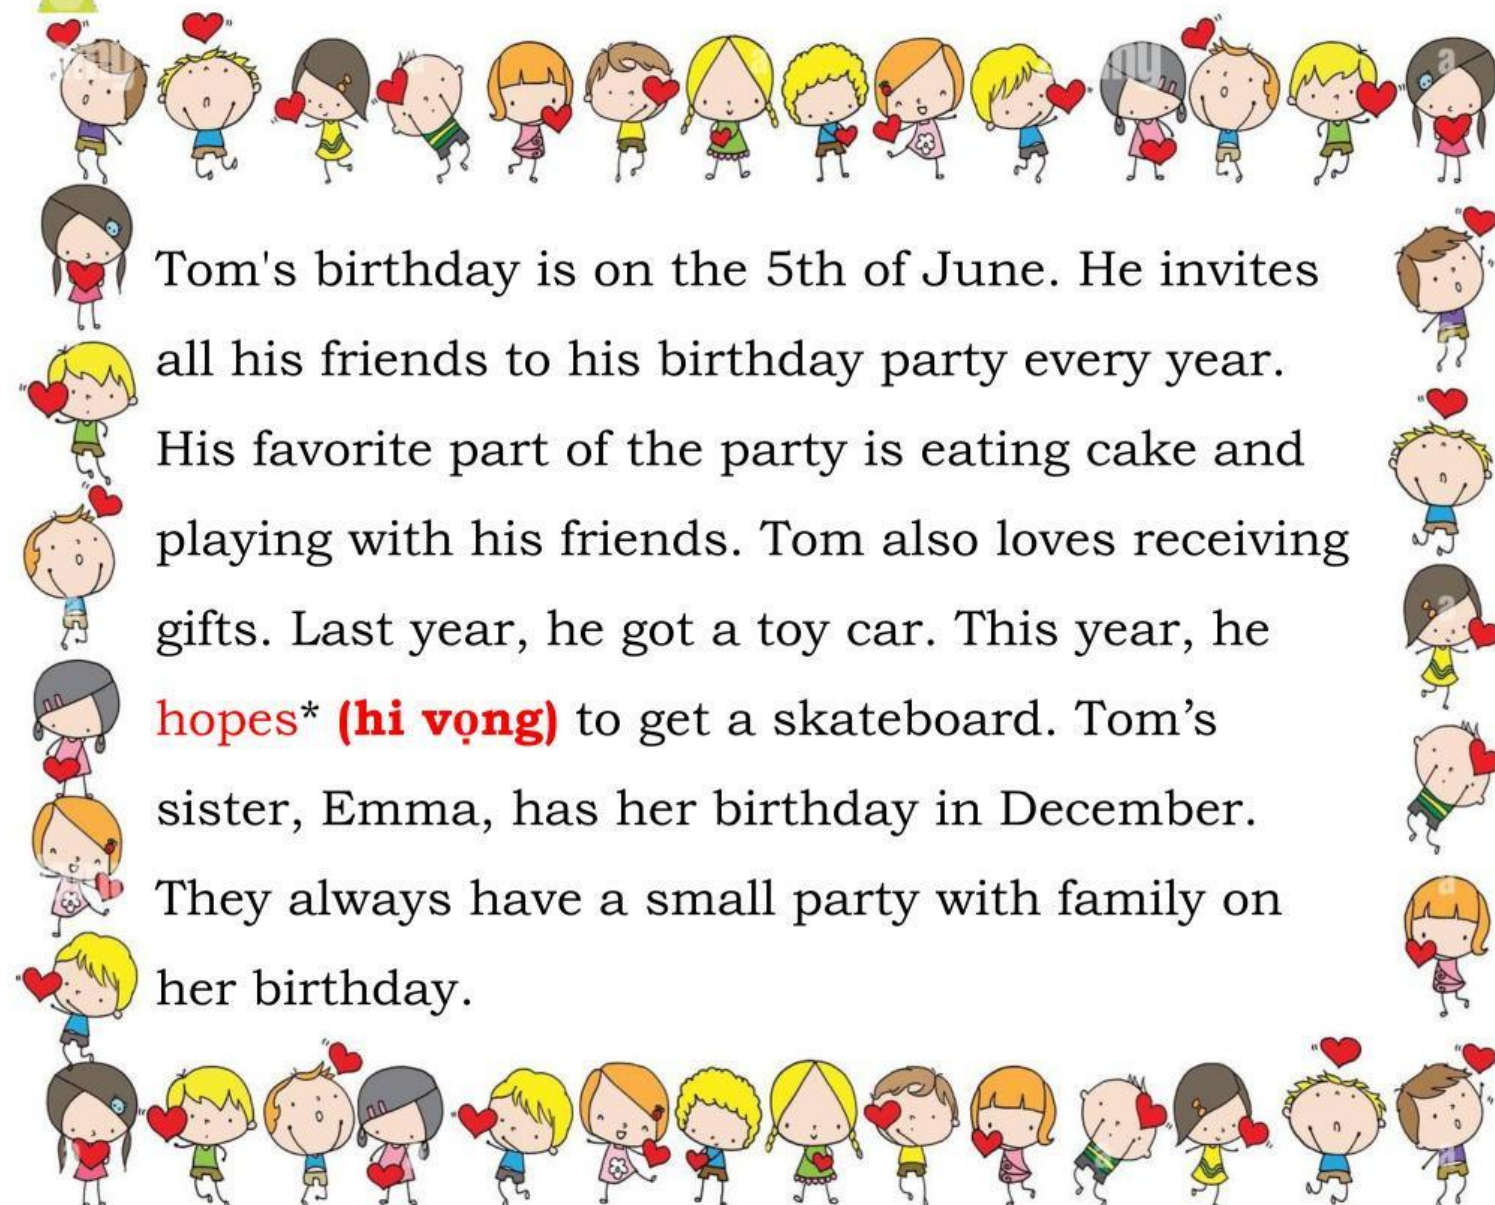 Tom's birthday is on the 5th of June. He invites
all his friends to his birthday party every year.
His favorite part of the party is eating cake and
playing with his friends. Tom also loves receiving
gifts. Last year, he got a toy car. This year, he
hopes* (hi vọng) to get a skateboard. Tom’s
sister, Emma, has her birthday in December.
They always have a small party with family on
her birthday.